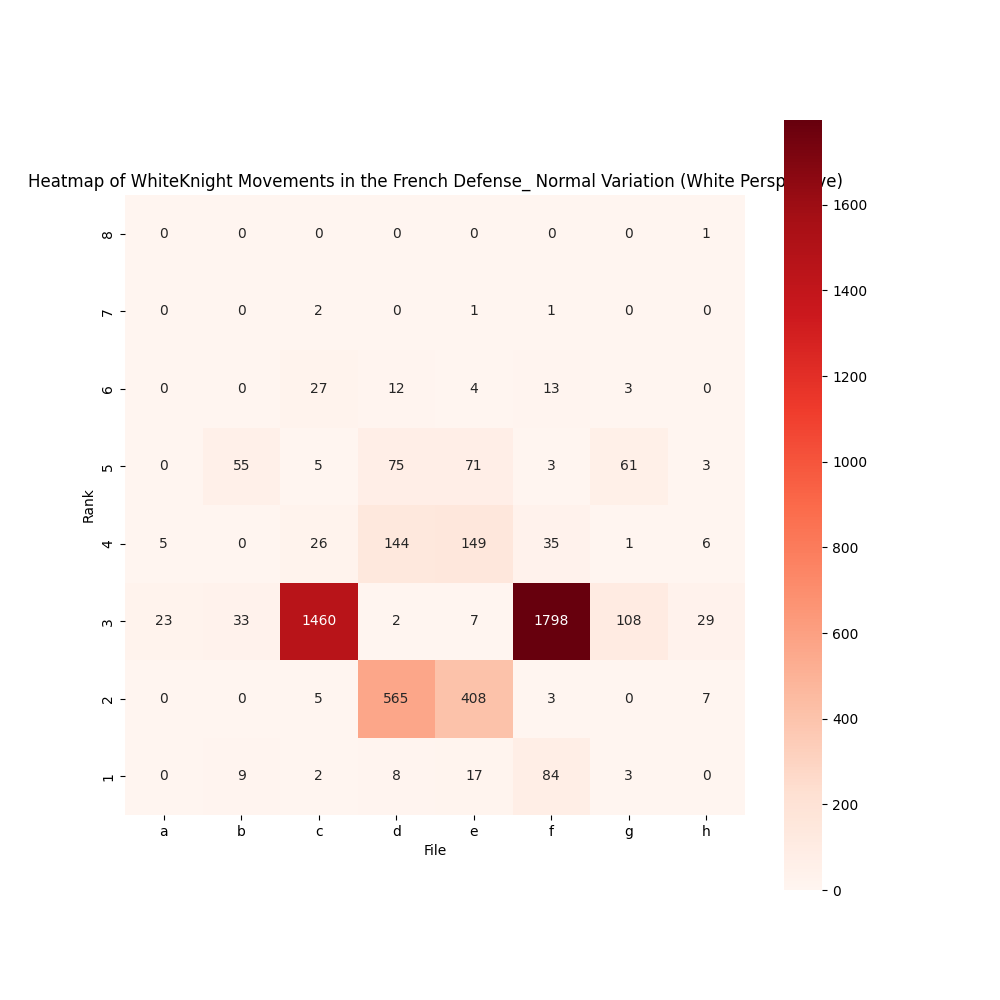 Heatmap of WhiteKnight Movements in the French Defense_ Normal Variation (White Persp ve)
8 0 0 0 0 0 0 0 1
7 0 0 2 0 1 1 0 0
6 0 0 27 12 4 13 3 0
5 0 55 5 75 71 3 61 3
4 5 0 26 144 149 35 1 6
3 23 33 1460 2 7 1798 108 29
2 0 0 5 565 408 3 0 7
1 0 9 2 8 17 84 3 0
a b c d e f g h
File
Rank
1600
1400
1200
1000
800
600
400
200
0